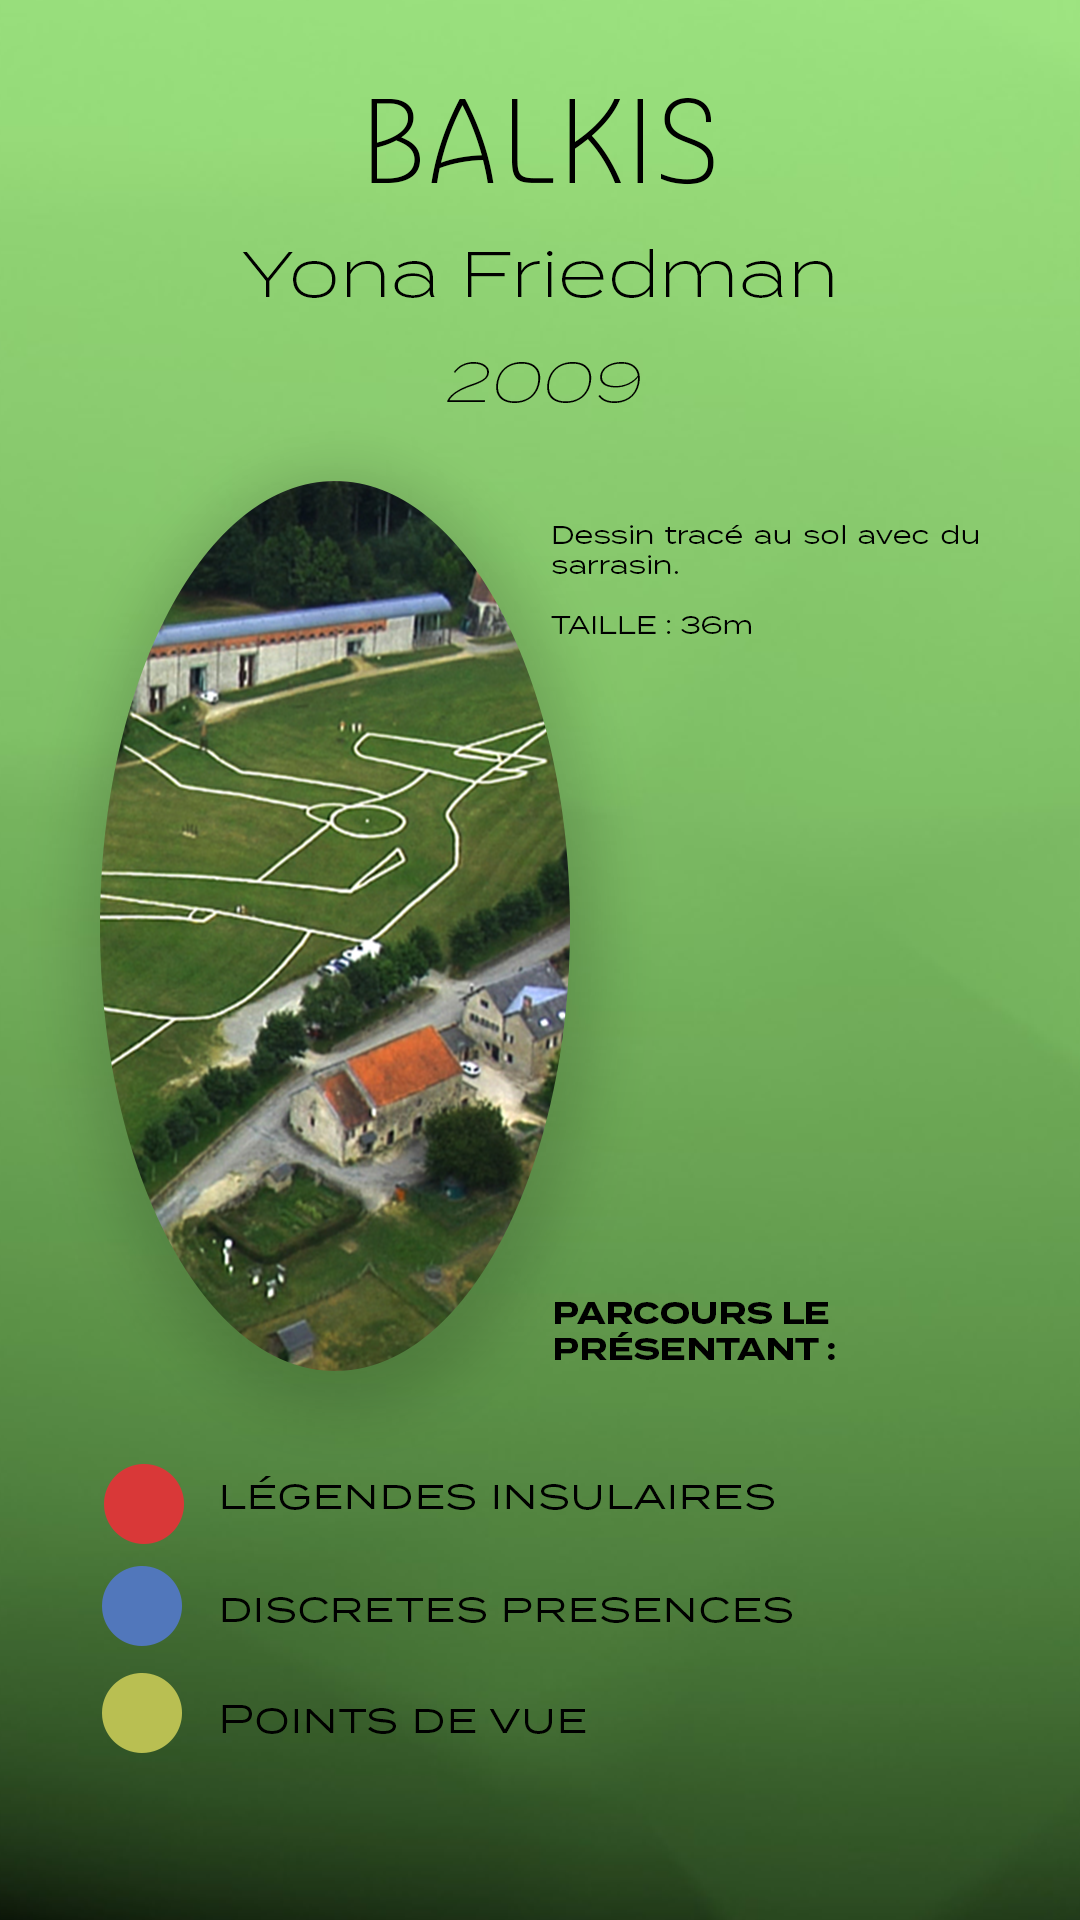 BALKIS
Yona Friedman
2009
Dessin tracé au sol avec du
sarrasin.
TAILLE : 36m
PARCOURS LE
PRÉSENTANT :
LÉGENDES INSULAIRES
DISCRETES PRESENCES
POINTS DE VUE